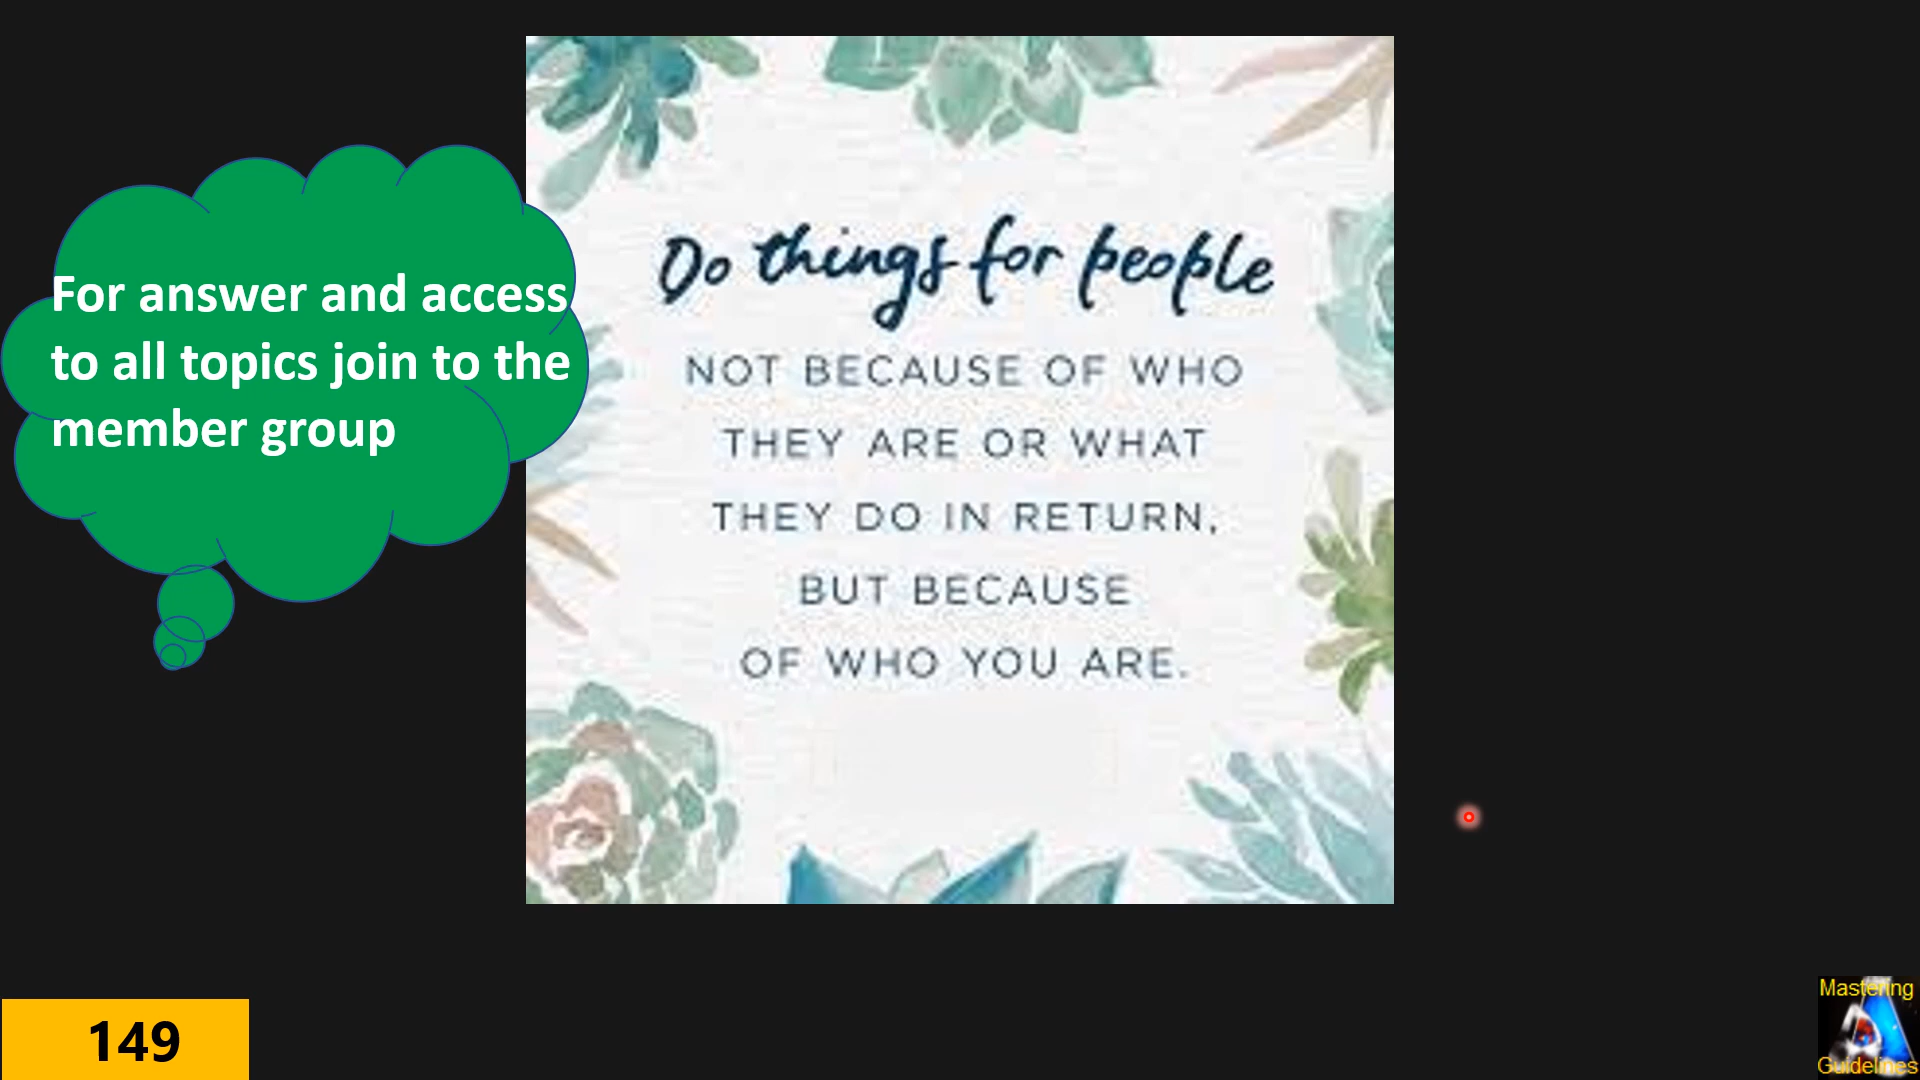 For answer and access
to all topics join to the
member group
Do things for people
NOT BECAUSE OF WHO
THEY ARE OR WHAT
THEY DO IN RETURN,
BUT BECAUSE
OF WHO YOU ARE.
149
Mastering
Guidelines